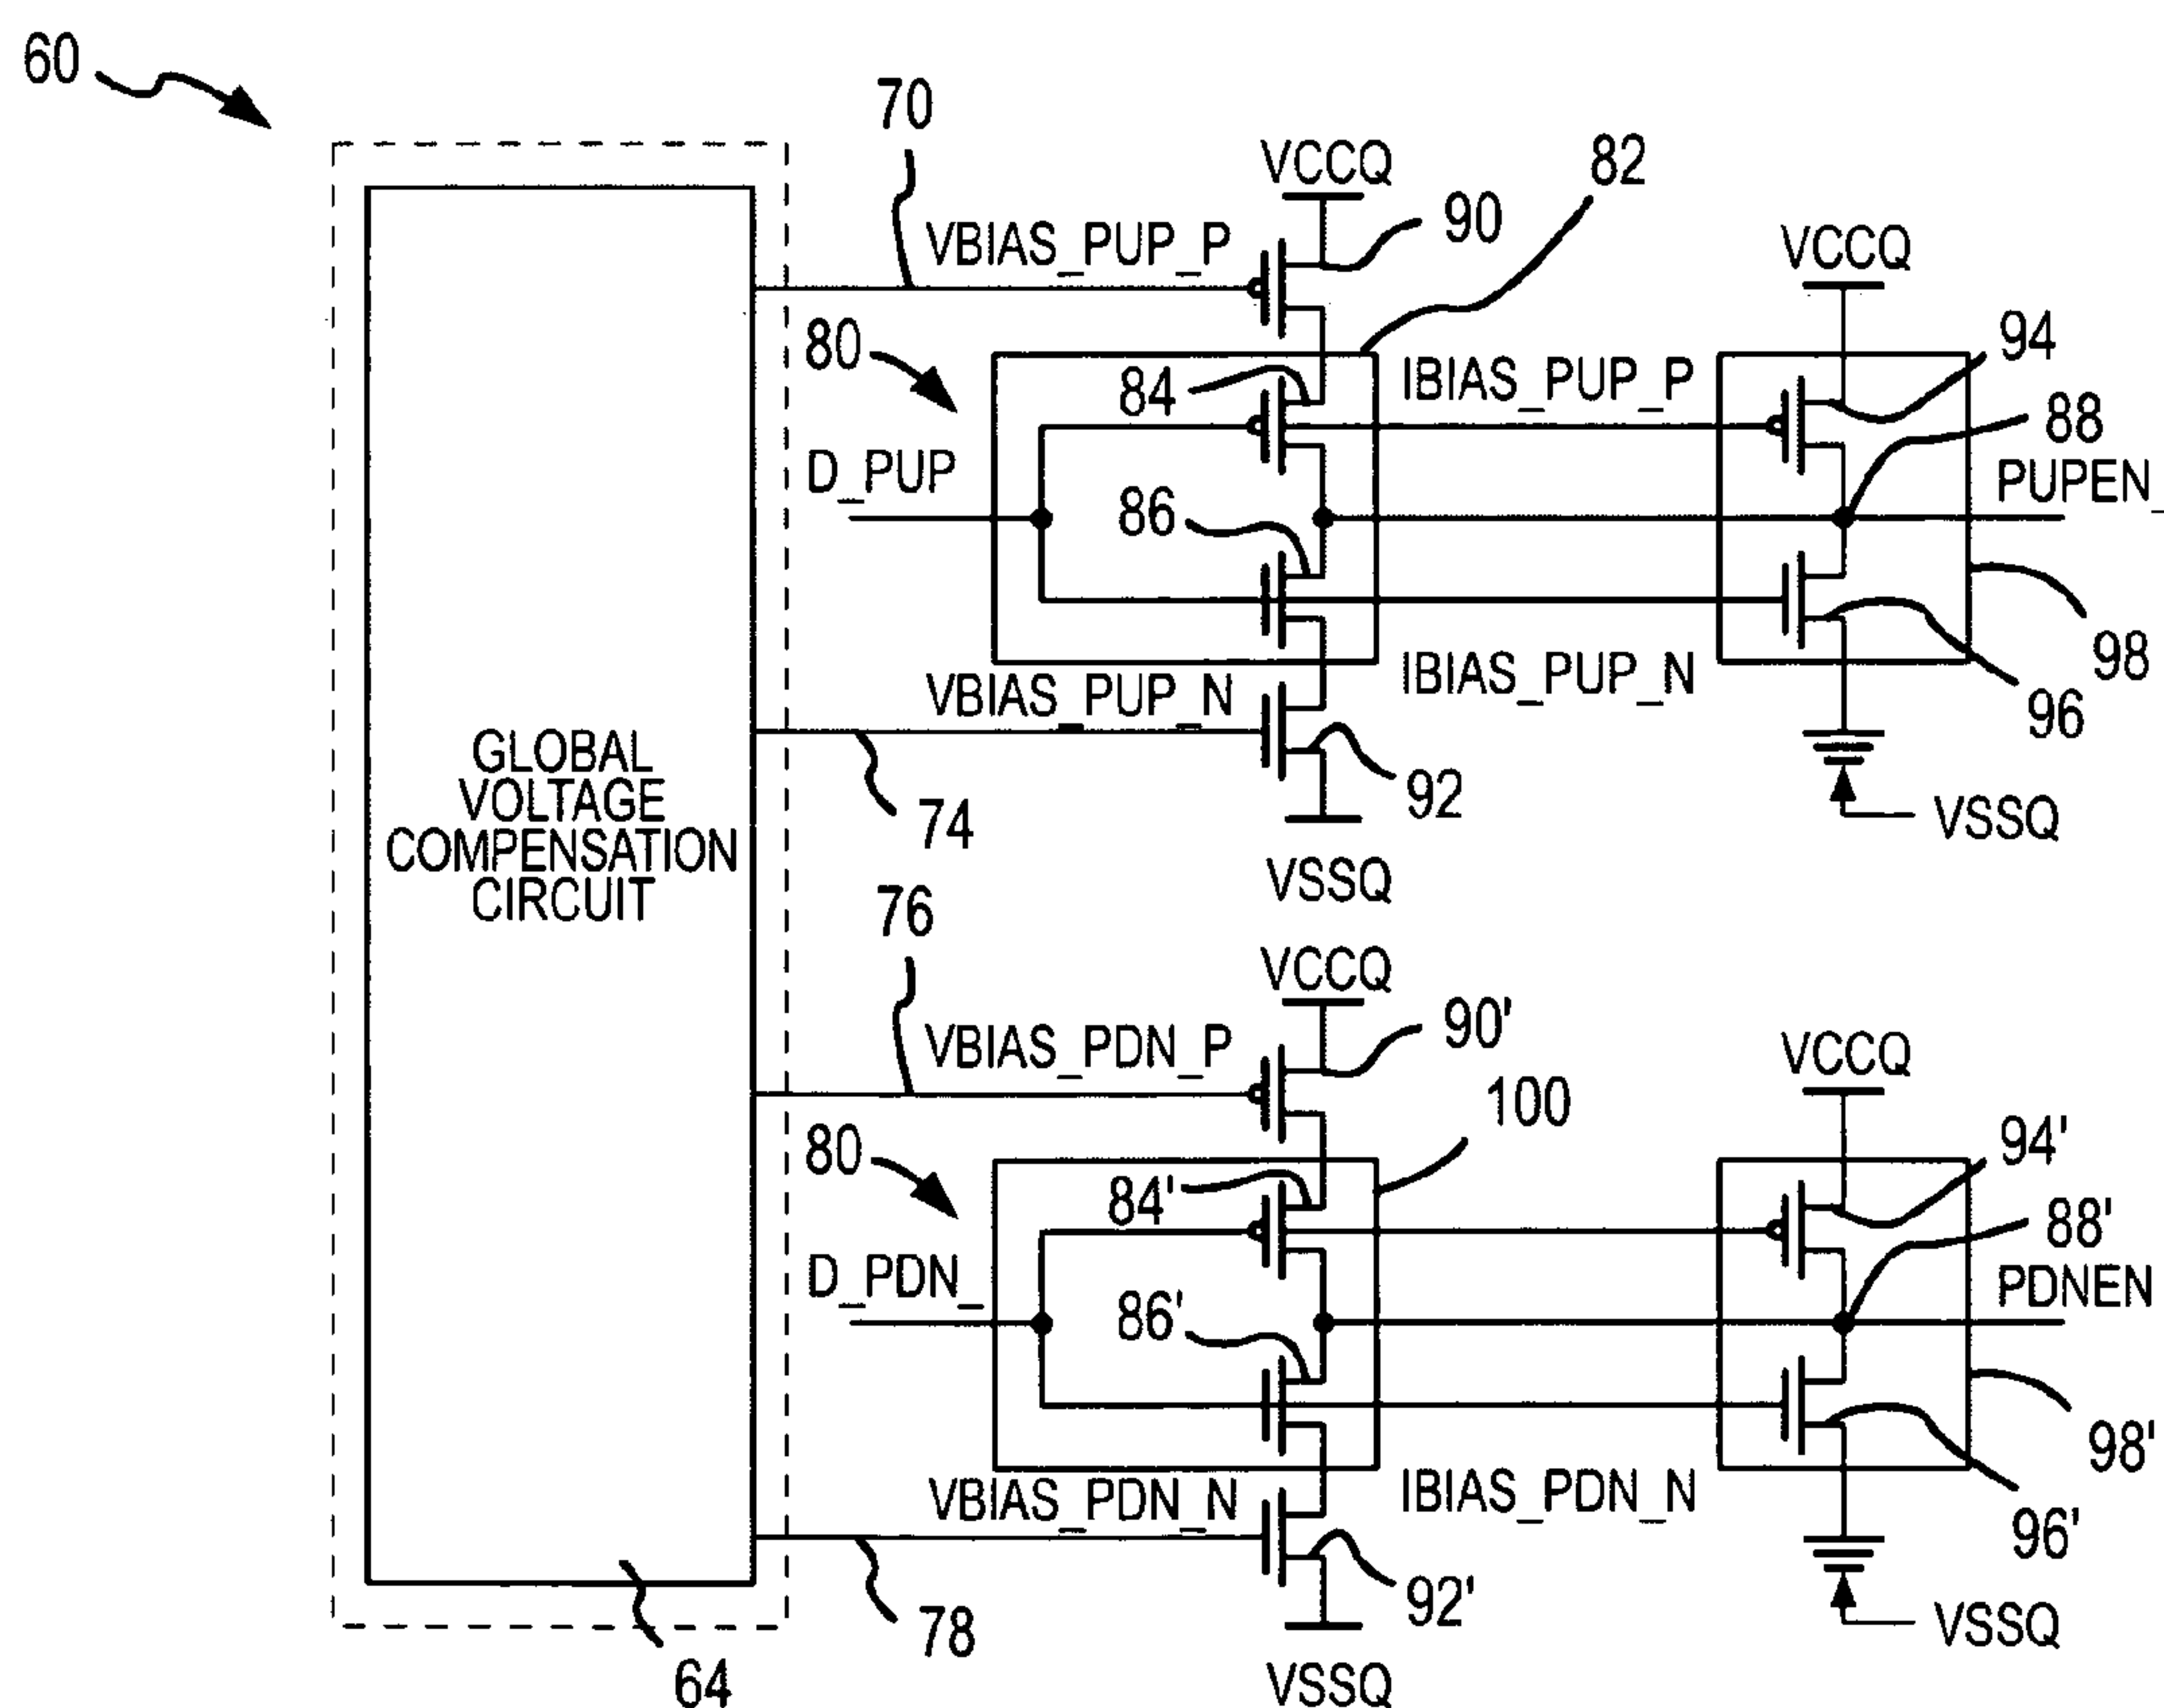 60
70
VCCQ
82
VBIAS_PUP_P
90
VCCQ
80
84
IBIAS_PUP_P
94
D_PUP
88
PUPEN_
86
VBIAS_PUP_N
IBIAS_PUP_N
98
96
GLOBAL
VOLTAGE
COMPENSATION
CIRCUIT
74
92
VSSQ
VSSQ
76
VCCQ
VBIAS_PDN_P
90'
VCCQ
100
80
84'
94'
D_PDN_
88'
PDNEN
86'
VBIAS_PDN_N
IBIAS_PDN_N
98'
96'
78
92'
VSSQ
64
VSSQ